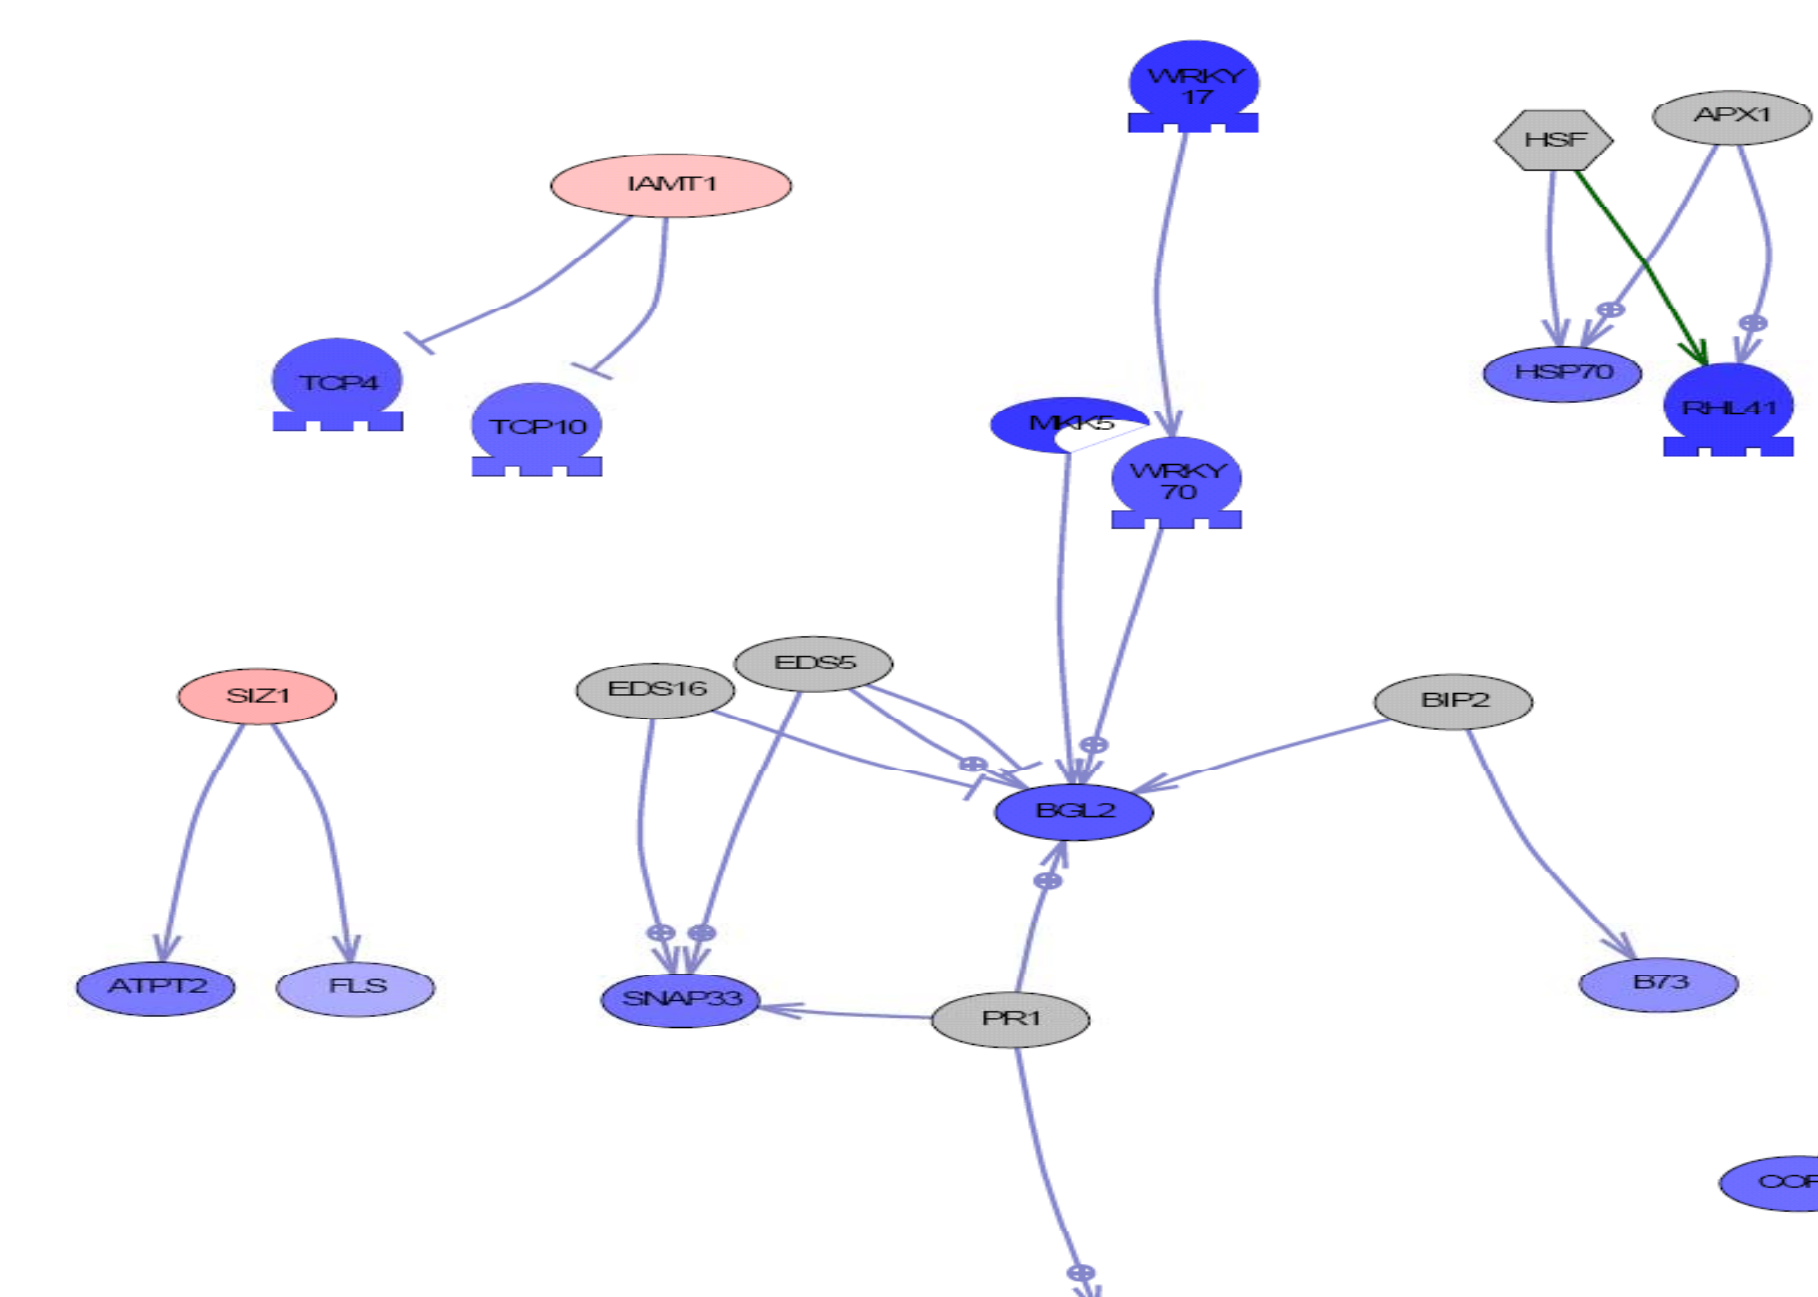 WRKY
17
HSF
APX1
IAMT1
TCP4
TCP10
MKK5
WRKY
70
HSP70
RHL41
SIZ1
EDS16
EDS5
BIP2
BGL2
ATPT2
FLS
SNAP33
PR1
B73